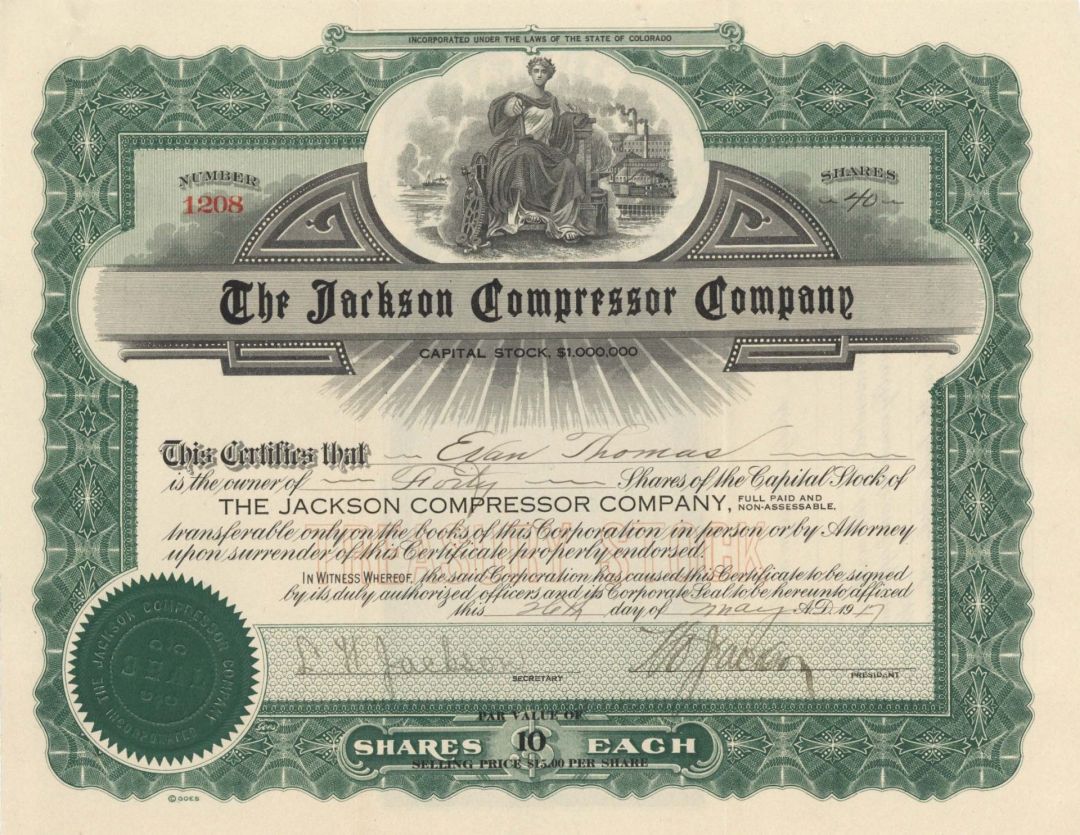 INCORPORATED UNDER THE LAWS OF THE STATE OF COLORADO
NUMBER
1208
SHARES
40
The Jackson Compressor Company
CAPITAL STOCK, $1,000,000
This Certifies that Evan Thomas
is the owner of Forty Shares of the Capital Stock of
THE JACKSON COMPRESSOR COMPANY, FULL PAID AND NON-ASSESSABLE,
TREASURY STOCK
transferable only on the books of this Corporation in person or by Attorney
upon surrender of this Certificate properly endorsed.
IN WITNESS WHEREOF, the said Corporation has caused this Certificate to be signed
by its duly authorized officers and its Corporate Seal to be hereunto affixed
this 26th day of May A.D. 1917
THE JACKSON COMPRESSOR COMPANY
SEAL
INCORPORATED
L W Jackson
SECRETARY
Jackson
PRESIDENT
PAR VALUE OF
SHARES 10 EACH
SELLING PRICE $15.00 PER SHARE
© GOES